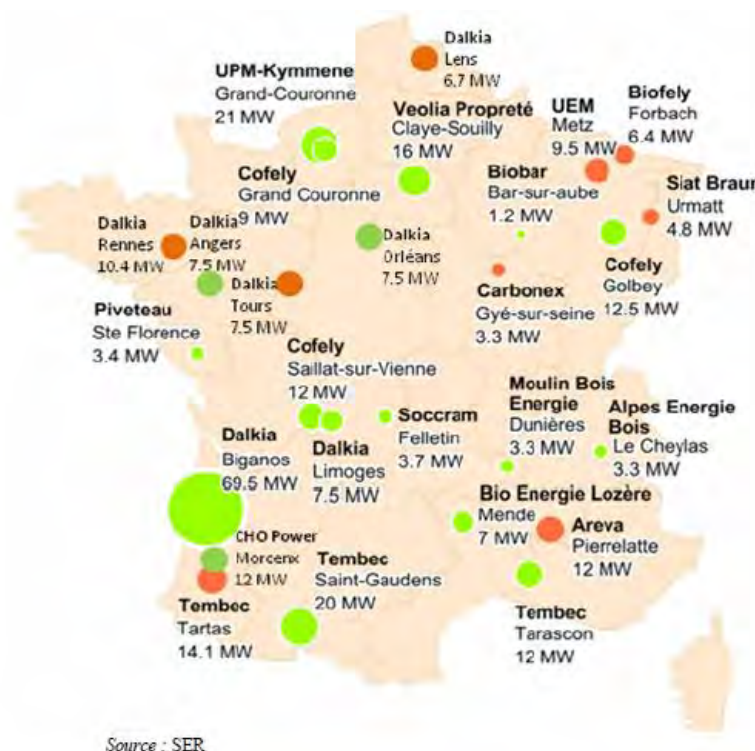 Dalkia
Lens
6.7 MW
UPM-Kymmene
Grand-Couronne
21 MW
Veolia Propreté
Claye-Souilly
16 MW
UEM
Metz
9.5 MW
Biofely
Forbach
6.4 MW
Cofely
Grand Couronne
9 MW
Biobar
Bar-sur-aube
1.2 MW
Siat Braun
Urmatt
4.8 MW
Dalkia
Rennes
10.4 MW
Dalkia
Angers
7.5 MW
Dalkia
Orléans
7.5 MW
Cofely
Golbey
12.5 MW
Dalkia
Tours
7.5 MW
Carbonex
Gyé-sur-seine
3.3 MW
Piveteau
Ste Florence
3.4 MW
Cofely
Saillat-sur-Vienne
12 MW
Moulin Bois
Energie
Dunières
3.3 MW
Alpes Energie
Bois
Le Cheylas
3.3 MW
Soccram
Felletin
3.7 MW
Dalkia
Biganos
69.5 MW
Dalkia
Limoges
7.5 MW
Bio Energie Lozère
Mende
7 MW
Areva
Pierrelatte
12 MW
CHO Power
Morcenx
12 MW
Tembec
Saint-Gaudens
20 MW
Tembec
Tartas
14.1 MW
Tembec
Tarascon
12 MW
Source : SER